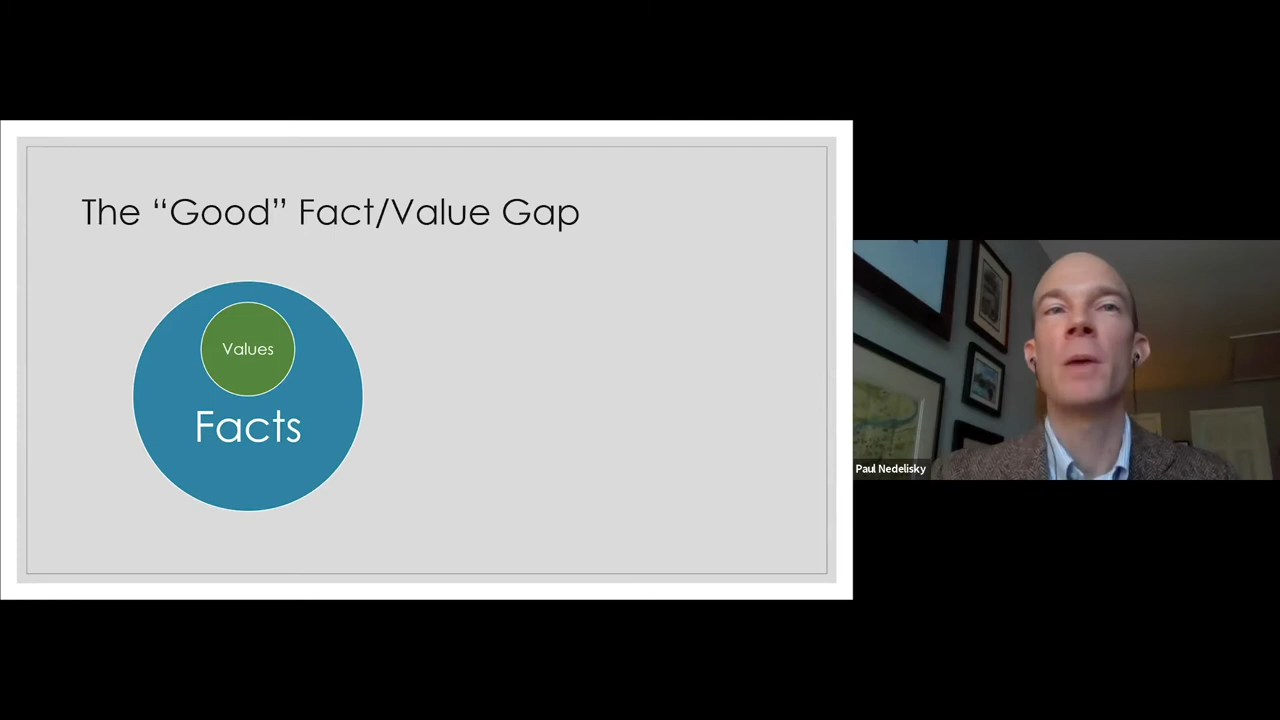 The “Good” Fact/Value Gap
Values
Facts
Paul Nedelisky